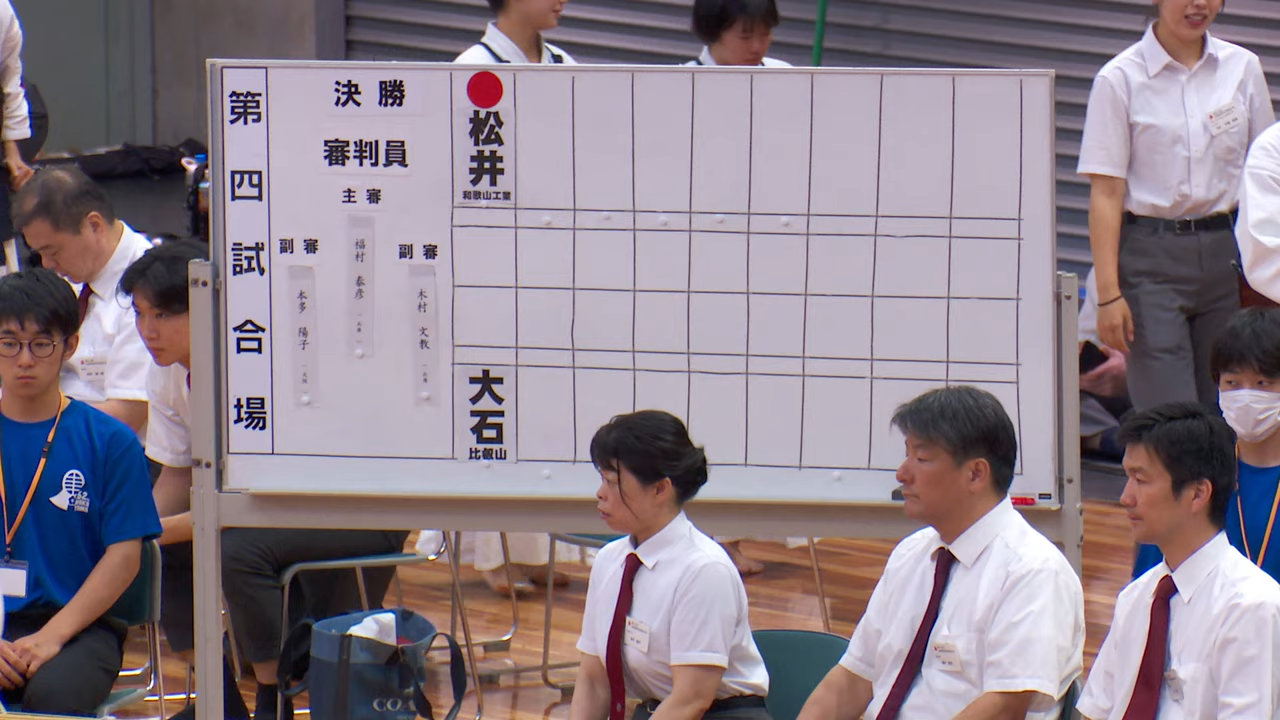 第四試合場
決勝
審判員
主審
福村 泰彦
副審
本多 陽子
副審
木村 文教
松井
和歌山工業
大石
比叡山
COA